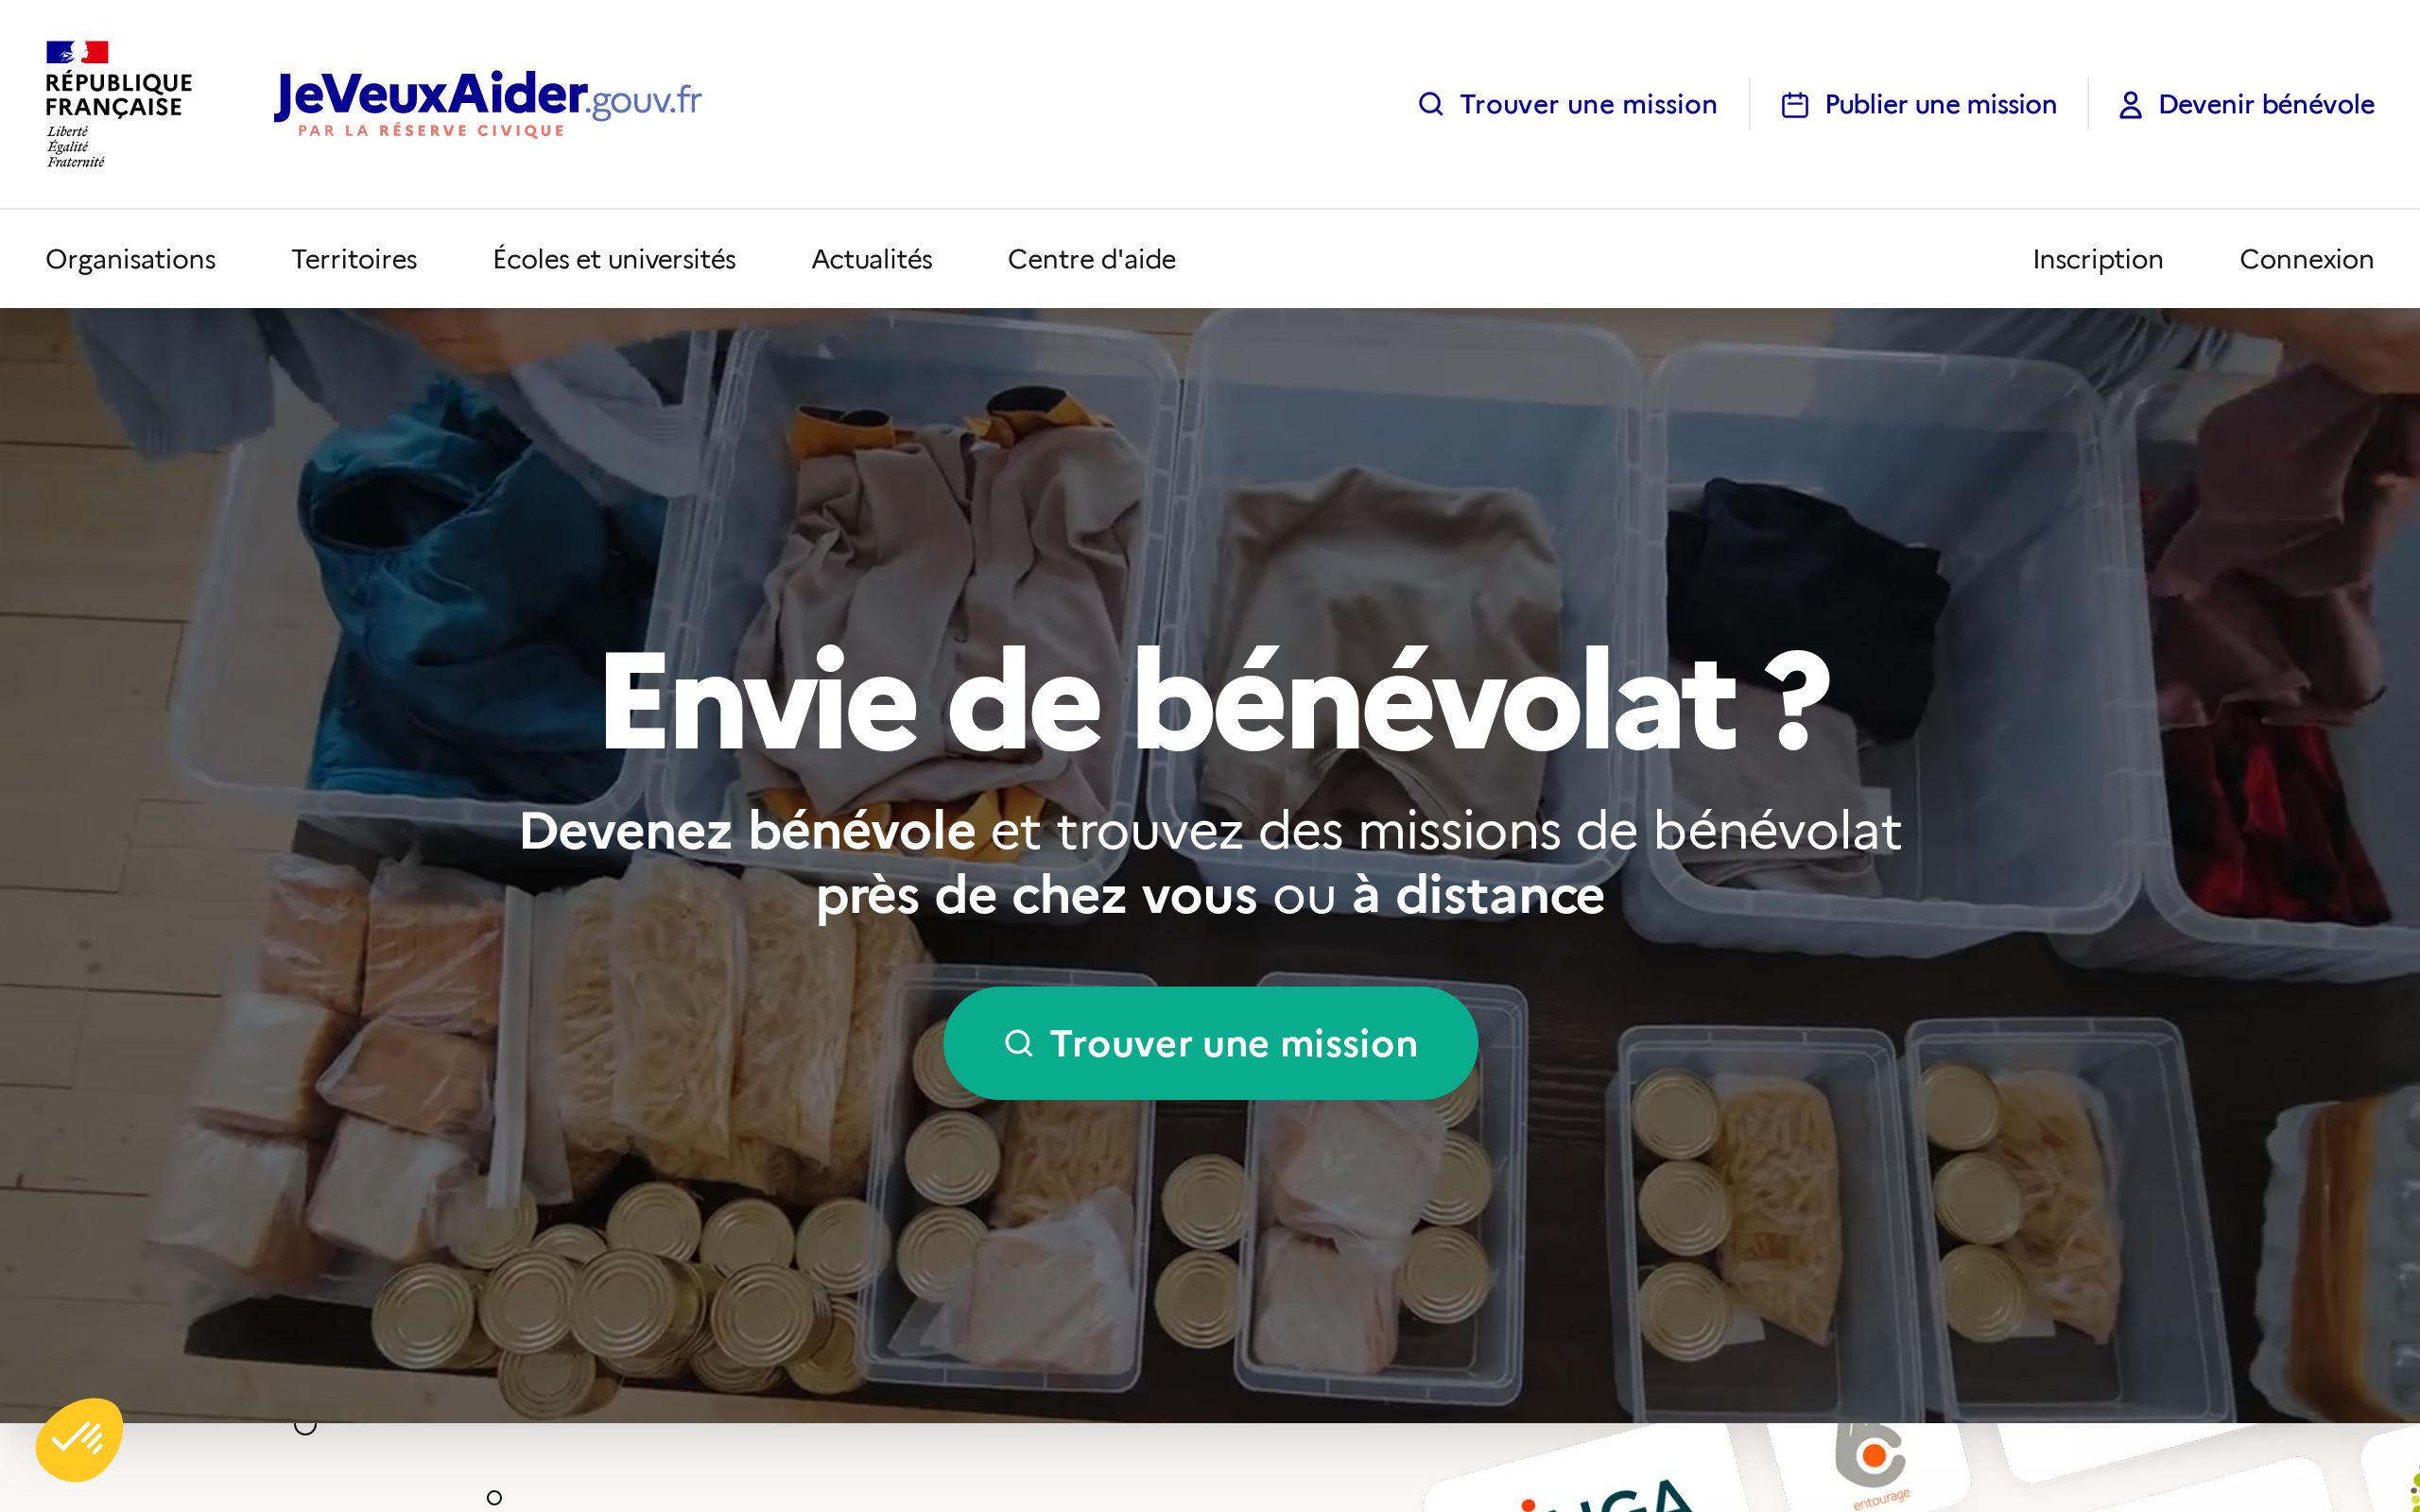 RÉPUBLIQUE
FRANÇAISE
Liberté
Égalité
Fraternité
JeVeuxAider.gouv.fr
PAR LA RÉSERVE CIVIQUE
Trouver une mission
Publier une mission
Devenir bénévole
Organisations
Territoires
Écoles et universités
Actualités
Centre d'aide
Inscription
Connexion
Envie de bénévolat ?
Devenez bénévole et trouvez des missions de bénévolat
près de chez vous ou à distance
Trouver une mission
entourage